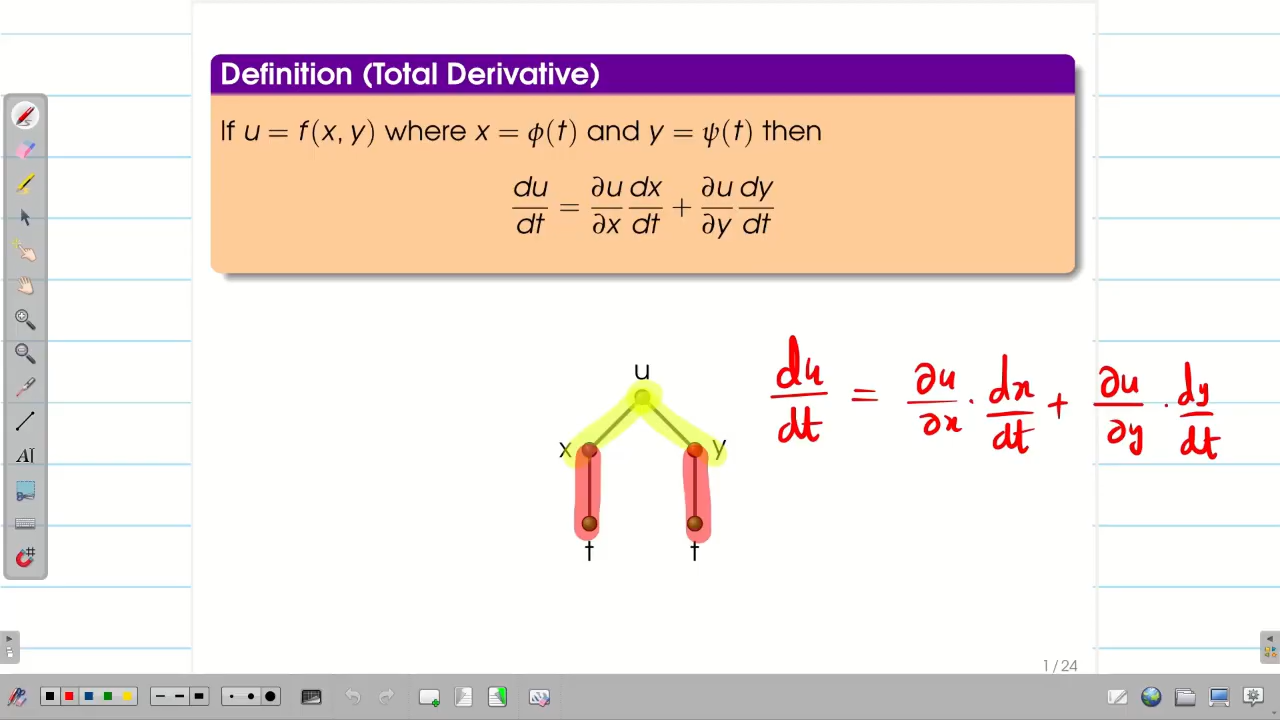 Definition (Total Derivative)
If u = f(x, y) where x = ϕ(t) and y = ψ(t) then
du/dt = ∂u/∂x dx/dt + ∂u/∂y dy/dt
u
du/dt = ∂u/∂x · dx/dt + ∂u/∂y · dy/dt
x y
t t
1 / 24
AI